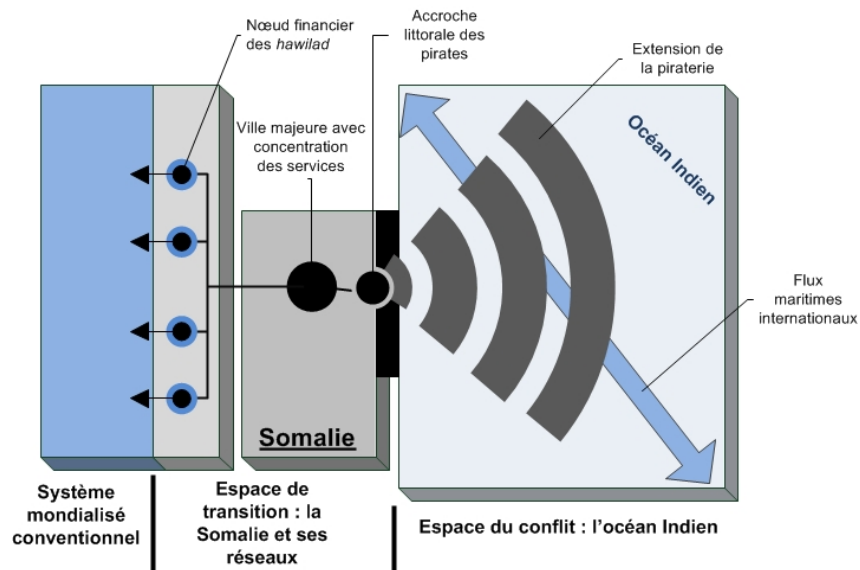 Nœud financier
des hawilad
Accroche
littorale des
pirates
Extension de
la piraterie
Ville majeure avec
concentration
des services
Océan Indien
Flux
maritimes
internationaux
Somalie
Système
mondialisé
conventionnel
Espace de
transition : la
Somalie et ses
réseaux
Espace du conflit : l'océan Indien